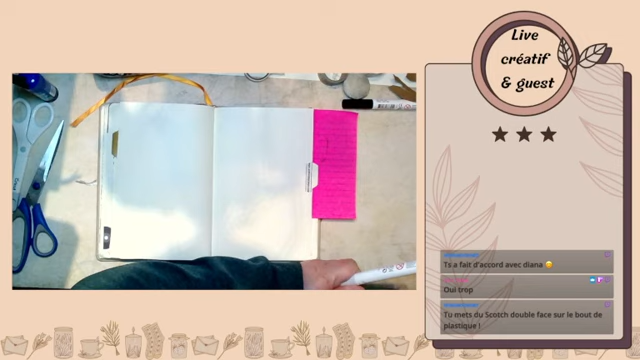 Live
créatif
& guest
Ts a fait d'accord avec diana 😊
Oui trop
Tu mets du Scotch double face sur le bout de
plastique !